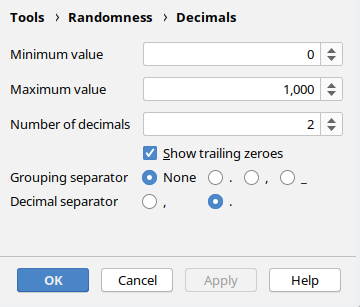 Tools > Randomness > Decimals
Minimum value 0
Maximum value 1,000
Number of decimals 2
Show trailing zeroes
Grouping separator None . , _
Decimal separator , .
OK Cancel Apply Help